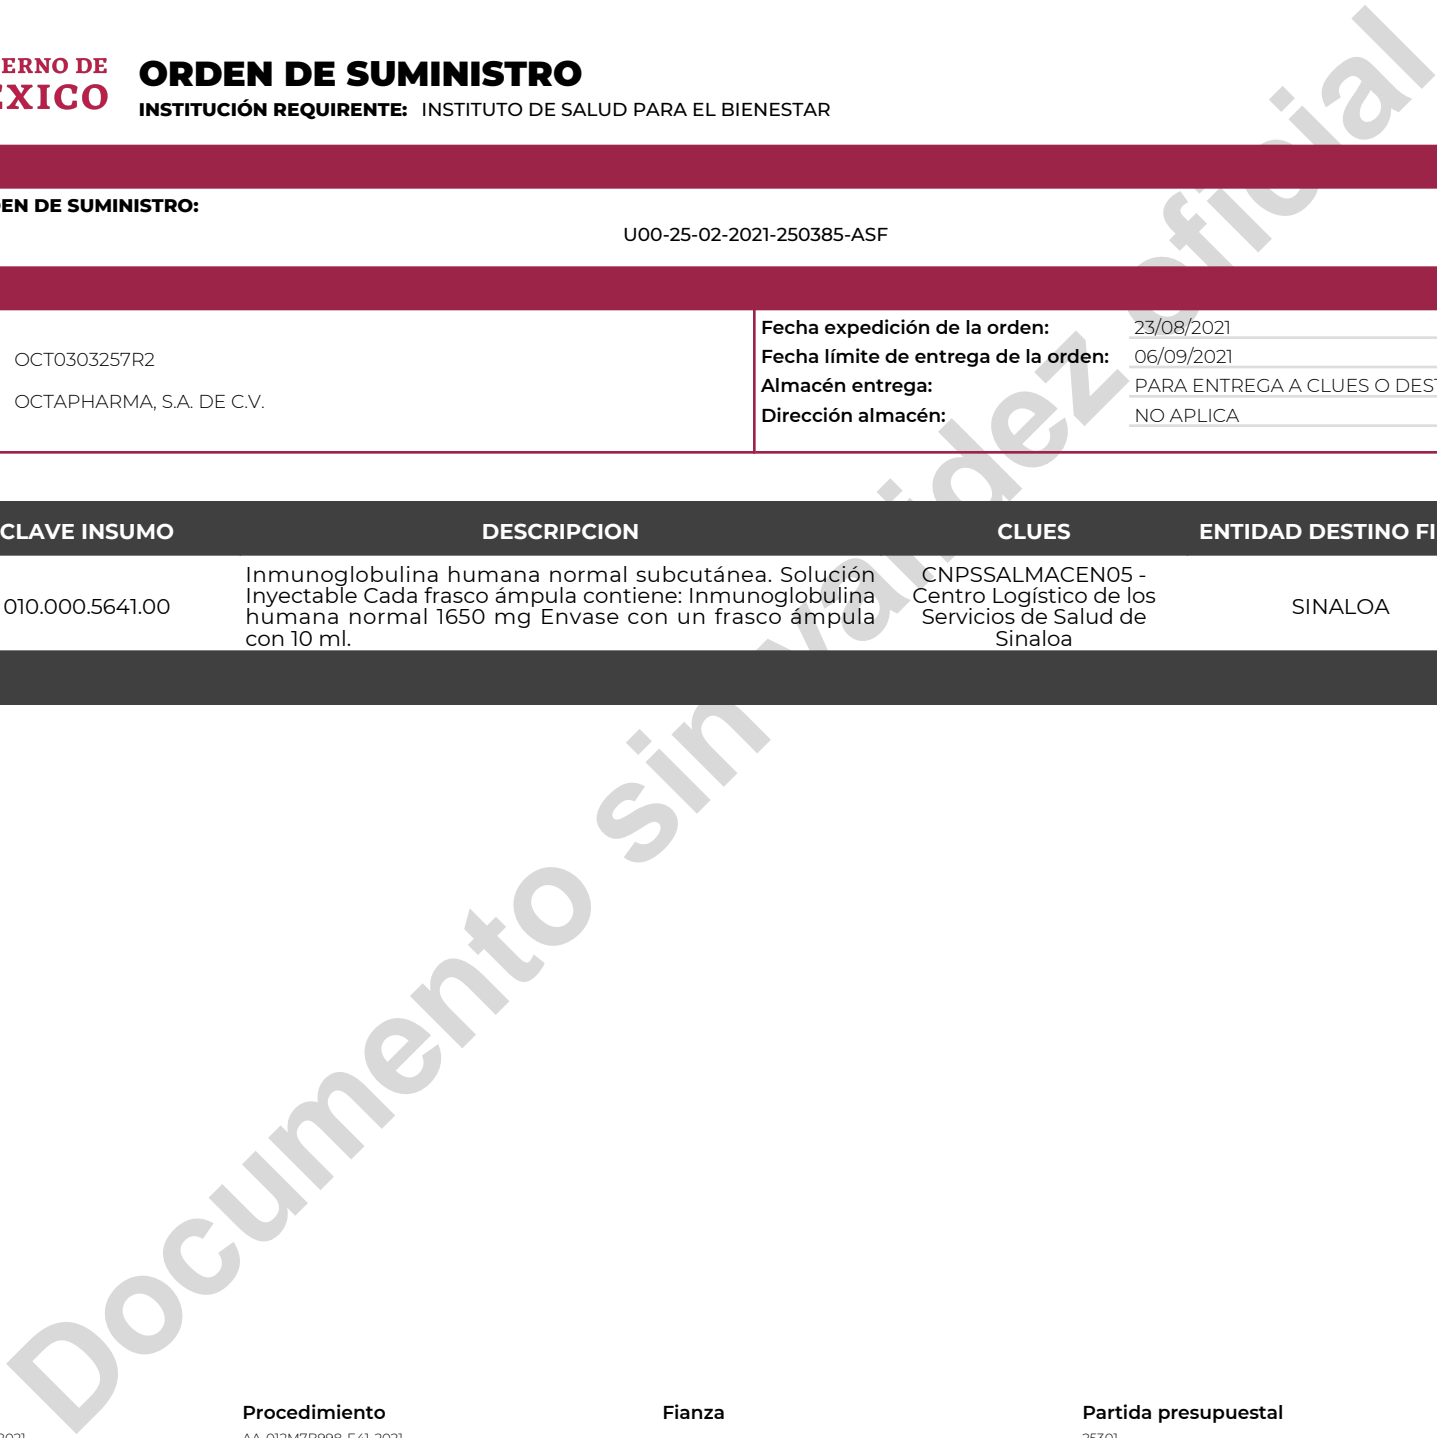 ERNO DE
ORDEN DE SUMINISTRO
EXICO
INSTITUCIÓN REQUIRENTE: INSTITUTO DE SALUD PARA EL BIENESTAR
EN DE SUMINISTRO:
U00-25-02-2021-250385-ASF
OCT0303257R2
OCTAPHARMA, S.A. DE C.V.
Fecha expedición de la orden: 23/08/2021
Fecha límite de entrega de la orden: 06/09/2021
Almacén entrega: PARA ENTREGA A CLUES O DEST
Dirección almacén: NO APLICA
CLAVE INSUMO DESCRIPCION CLUES ENTIDAD DESTINO FI
010.000.5641.00
Inmunoglobulina humana normal subcutánea. Solución
Inyectable Cada frasco ámpula contiene: Inmunoglobulina
humana normal 1650 mg Envase con un frasco ámpula
con 10 ml.
CNPSSALMACEN05 -
Centro Logístico de los
Servicios de Salud de
Sinaloa
SINALOA
Documento sin validez oficial
Procedimiento Fianza Partida presupuestal